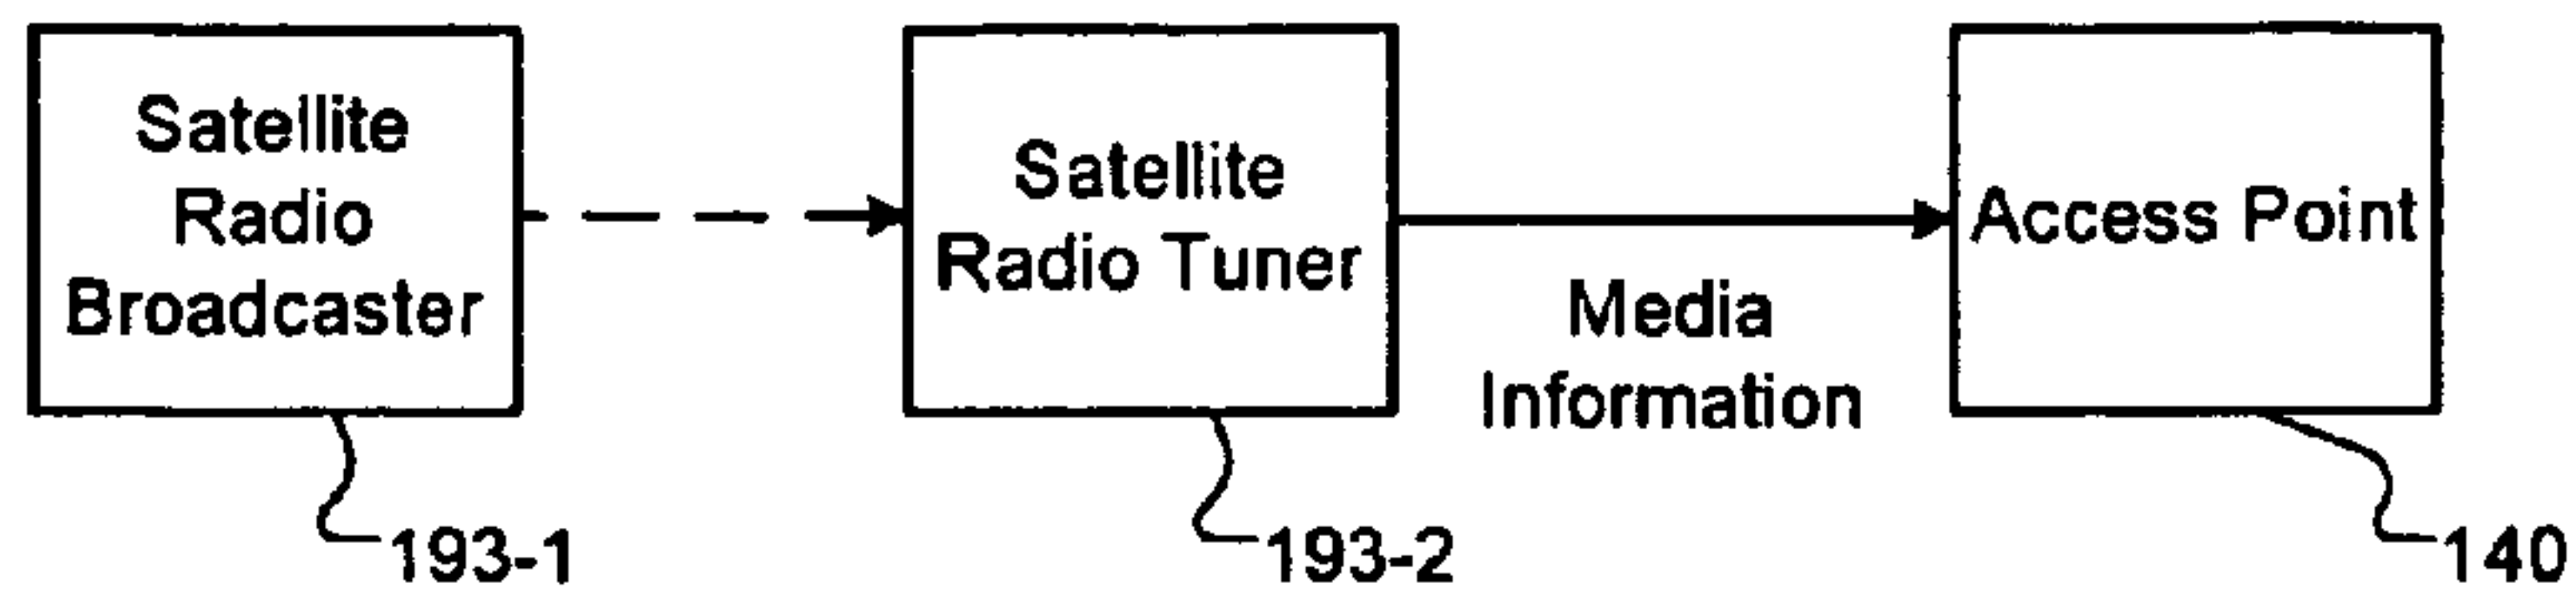 Satellite
Radio
Broadcaster
Satellite
Radio Tuner
Access Point
Media
Information
193-1
193-2
140